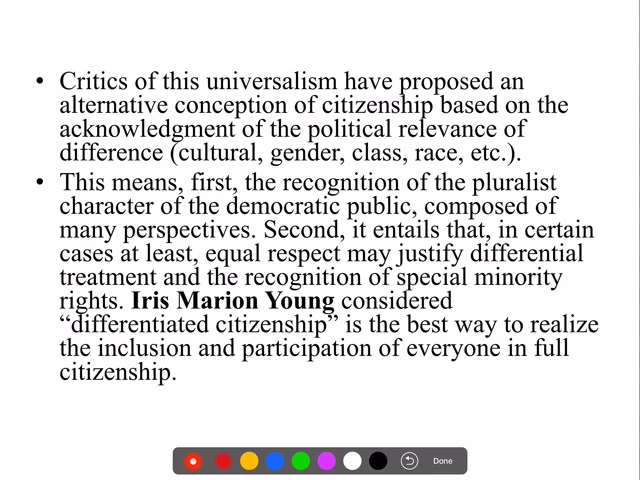 • Critics of this universalism have proposed an
alternative conception of citizenship based on the
acknowledgment of the political relevance of
difference (cultural, gender, class, race, etc.).
• This means, first, the recognition of the pluralist
character of the democratic public, composed of
many perspectives. Second, it entails that, in certain
cases at least, equal respect may justify differential
treatment and the recognition of special minority
rights. Iris Marion Young considered
“differentiated citizenship” is the best way to realize
the inclusion and participation of everyone in full
citizenship.
Done